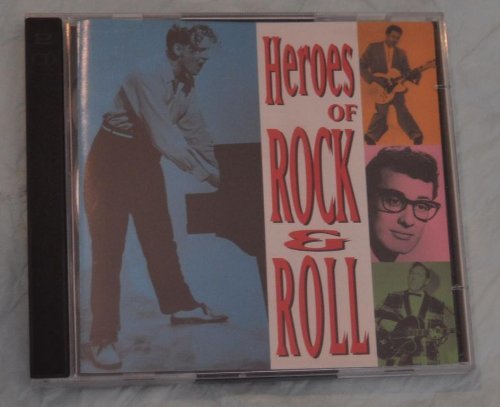 Heroes
OF
ROCK
&
ROLL